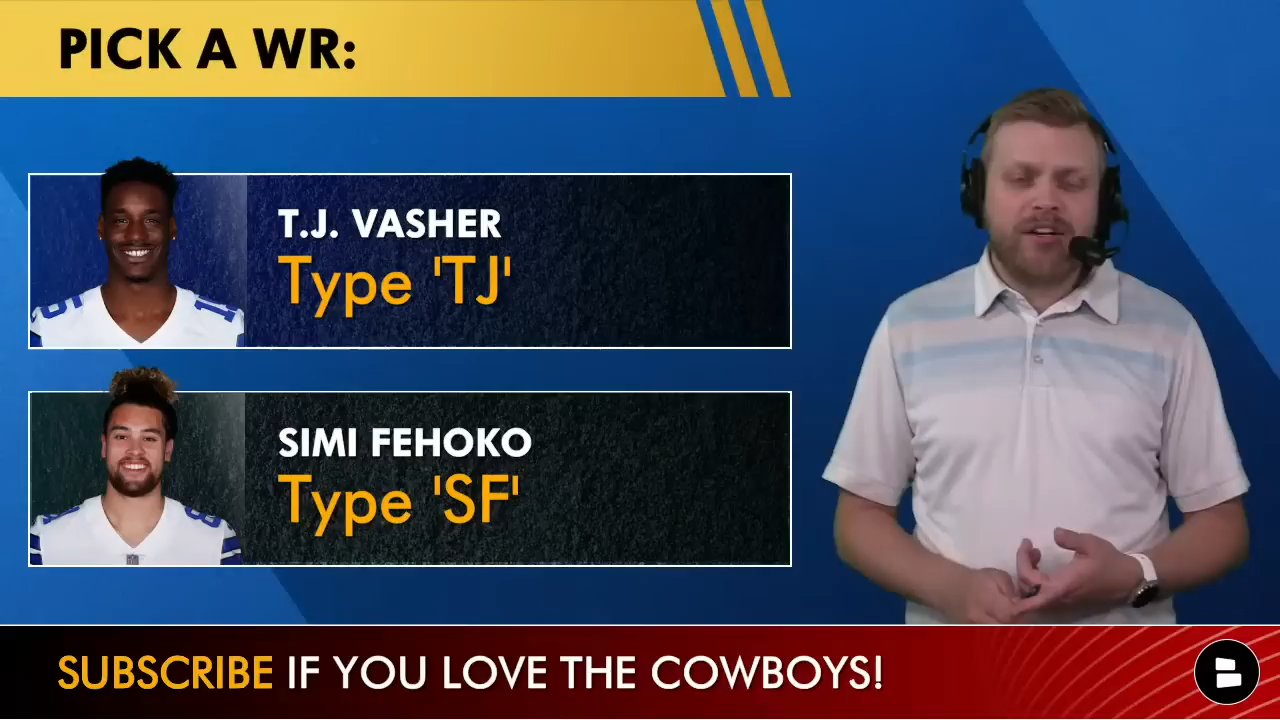 PICK A WR:
T.J. VASHER
Type 'TJ'
SIMI FEHOKO
Type 'SF'
SUBSCRIBE IF YOU LOVE THE COWBOYS!